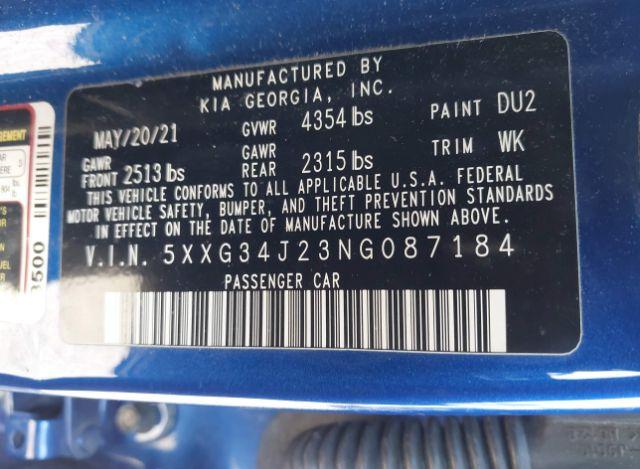 MANUFACTURED BY
KIA GEORGIA, INC.
MAY/20/21 GVWR 4354 lbs PAINT DU2
GAWR FRONT 2513 lbs GAWR REAR 2315 lbs TRIM WK
THIS VEHICLE CONFORMS TO ALL APPLICABLE U.S.A. FEDERAL
MOTOR VEHICLE SAFETY, BUMPER, AND THEFT PREVENTION STANDARDS
IN EFFECT ON THE DATE OF MANUFACTURE SHOWN ABOVE.
V.I.N. 5XXG34J23NG087184
PASSENGER CAR